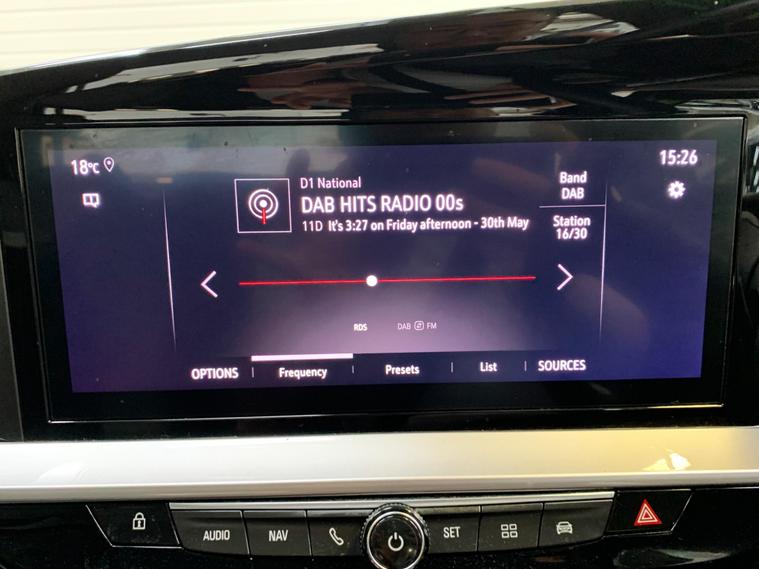 18°C
15:26
D1 National
DAB HITS RADIO 00s
11D It's 3:27 on Friday afternoon - 30th May
Band
DAB
Station
16/30
RDS
DAB FM
OPTIONS Frequency Presets List SOURCES
AUDIO NAV SET